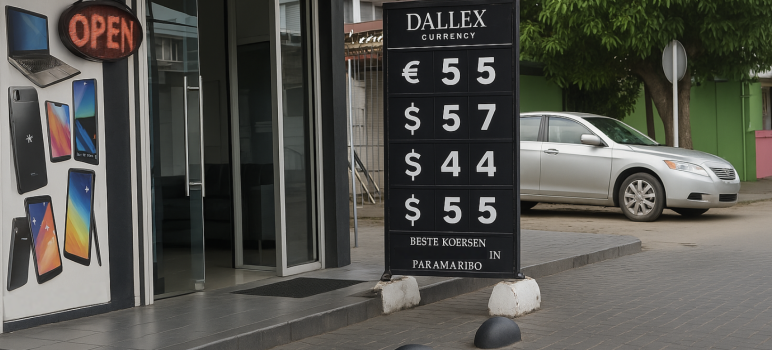 OPEN
DALLEX
CURRENCY
€ 5 5
$ 5 7
$ 4 4
$ 5 5
BESTE KOERSEN
IN
PARAMARIBO